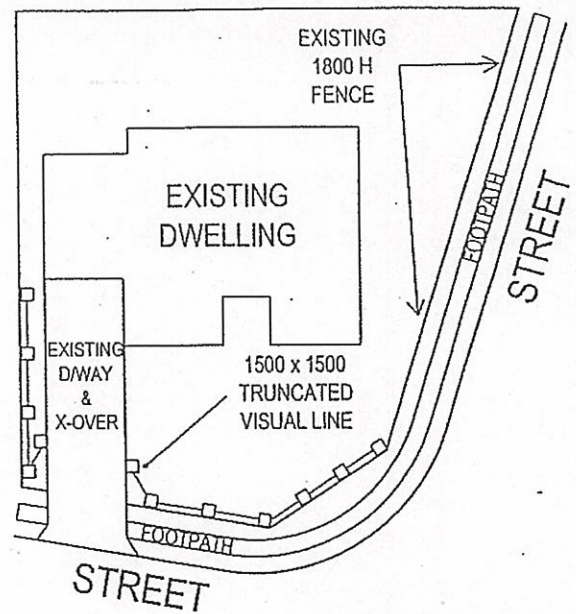 EXISTING
1800 H
FENCE
EXISTING
DWELLING
FOOTPATH
STREET
EXISTING
D/WAY
&
X-OVER
1500 x 1500
TRUNCATED
VISUAL LINE
FOOTPATH
STREET